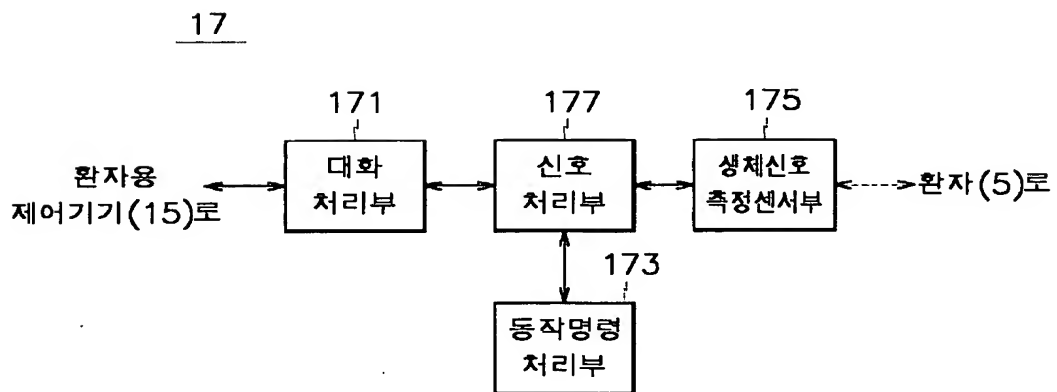 17
171
177
175
대화
처리부
신호
처리부
생체신호
측정센서부
환자용
제어기기(15)로
환자(5)로
173
동작명령
처리부